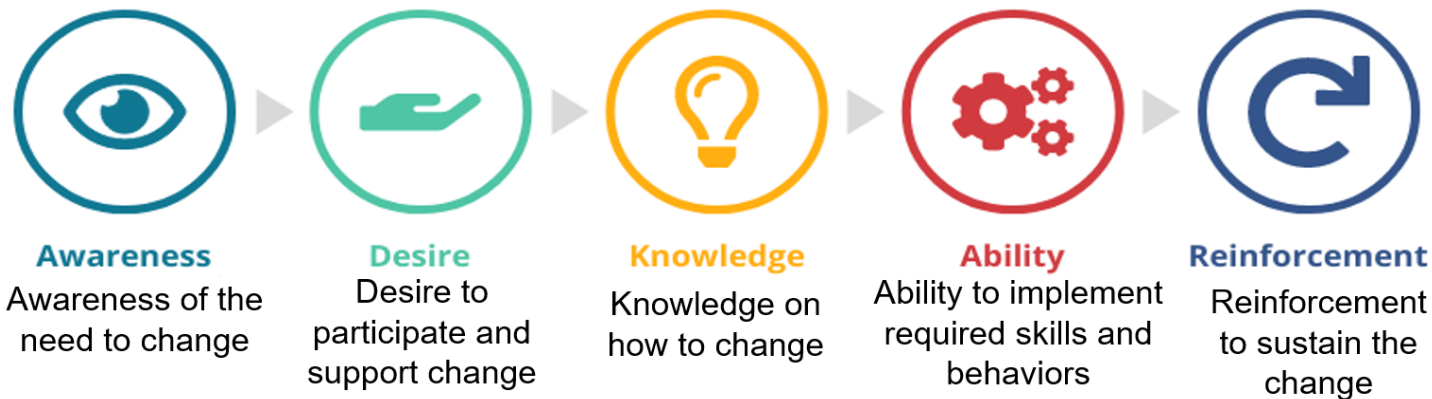 Awareness
Awareness of the
need to change
Desire
Desire to
participate and
support change
Knowledge
Knowledge on
how to change
Ability
Ability to implement
required skills and
behaviors
Reinforcement
Reinforcement
to sustain the
change